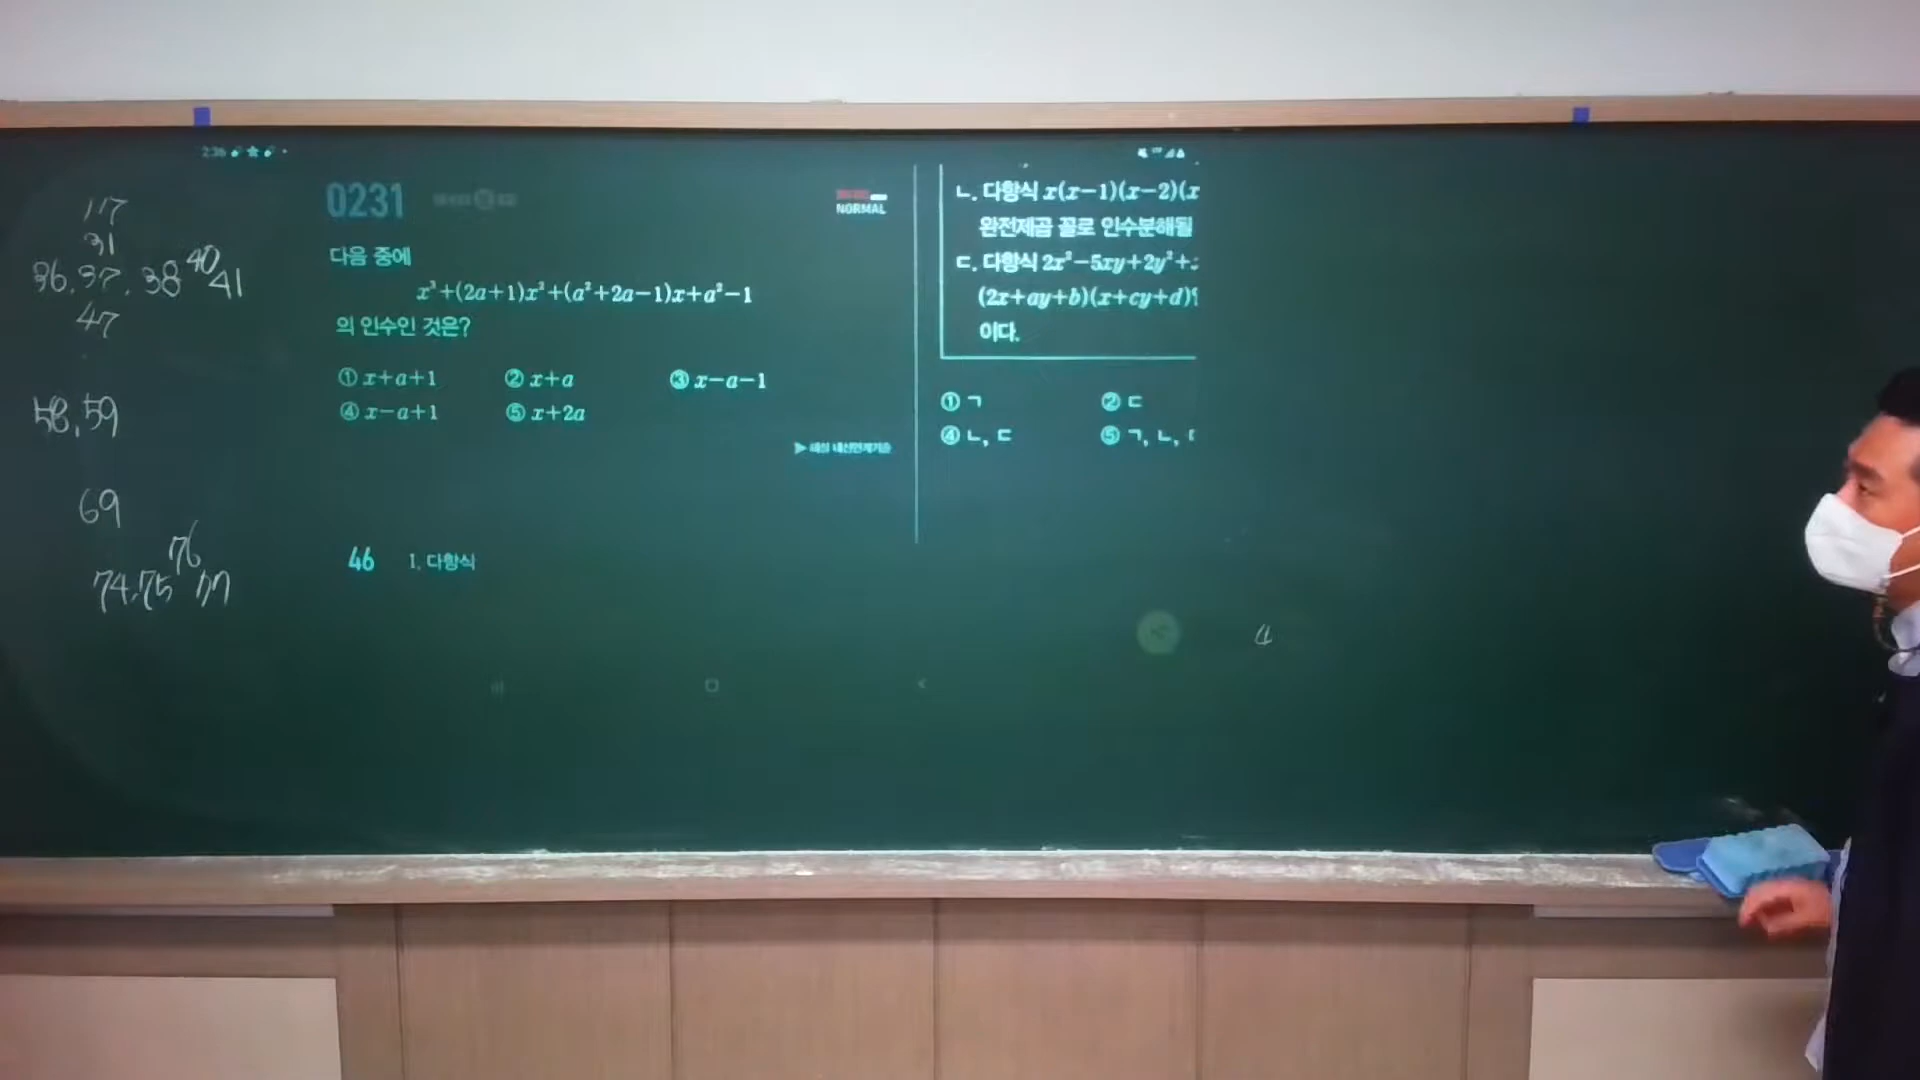 2:36
117
31
36, 37, 38 40 41
47
58, 59
69
76
74, 75 77
0231
NORMAL
다음 중에
x³+(2a+1)x²+(a²+2a−1)x+a²−1
의 인수인 것은?
① x+a+1 ② x+a ③ x−a−1
④ x−a+1 ⑤ x+2a
46 I. 다항식
ㄴ. 다항식 x(x−1)(x−2)(x
완전제곱 꼴로 인수분해될
ㄷ. 다항식 2x²−5xy+2y²+
(2x+ay+b)(x+cy+d)
이다.
① ㄱ ② ㄷ
④ ㄴ, ㄷ ⑤ ㄱ, ㄴ,